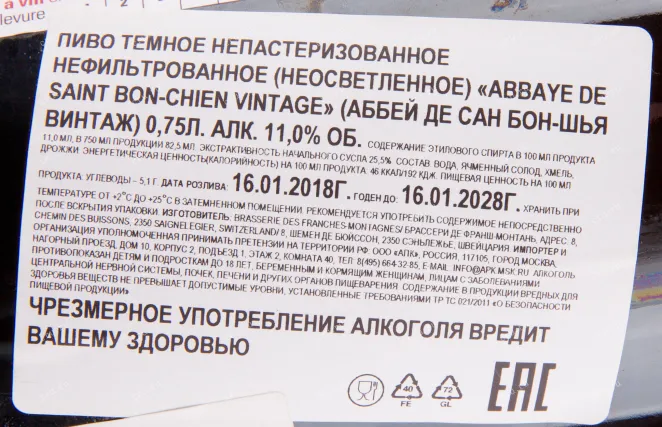 a vin
levure
ПИВО ТЕМНОЕ НЕПАСТЕРИЗОВАННОЕ
НЕФИЛЬТРОВАННОЕ (НЕОСВЕТЛЕННОЕ) «ABBAYE DE
SAINT BON-CHIEN VINTAGE» (АББЕЙ ДЕ САН БОН-ШЬЯ
ВИНТАЖ) 0,75Л. АЛК. 11,0% ОБ. СОДЕРЖАНИЕ ЭТИЛОВОГО СПИРТА В 100 МЛ ПРОДУКТА
11,0 МЛ, В 750 МЛ ПРОДУКЦИИ 82,5 МЛ. ЭКСТРАКТИВНОСТЬ НАЧАЛЬНОГО СУСЛА 25,5% СОСТАВ: ВОДА, ЯЧМЕННЫЙ СОЛОД, ХМЕЛЬ,
ДРОЖЖИ. ЭНЕРГЕТИЧЕСКАЯ ЦЕННОСТЬ(КАЛОРИЙНОСТЬ) НА 100 МЛ ПРОДУКТА: 46 ККАЛ/192 КДЖ. ПИЩЕВАЯ ЦЕННОСТЬ НА 100 МЛ
ПРОДУКТА: УГЛЕВОДЫ – 5,1 Г. ДАТА РОЗЛИВА: 16.01.2018Г. ГОДЕН ДО: 16.01.2028Г. ХРАНИТЬ ПРИ
ТЕМПЕРАТУРЕ ОТ +2°С ДО +25°С В ЗАТЕМНЕННОМ ПОМЕЩЕНИИ. РЕКОМЕНДУЕТСЯ УПОТРЕБИТЬ СОДЕРЖИМОЕ НЕПОСРЕДСТВЕННО
ПОСЛЕ ВСКРЫТИЯ УПАКОВКИ. ИЗГОТОВИТЕЛЬ: BRASSERIE DES FRANCHES-MONTAGNES/ БРАССЕРИ ДЕ ФРАНШ МОНТАНЬ, АДРЕС: 8,
CHEMIN DES BUISSONS, 2350 SAIGNELEGIER, SWITZERLAND/ 8, ШЕМЕН ДЕ БЮИССОН, 2350 СЭНЬЛЕЖЬЕ, ШВЕЙЦАРИЯ. ИМПОРТЕР И
ОРГАНИЗАЦИЯ УПОЛНОМОЧЕННАЯ ПРИНИМАТЬ ПРЕТЕНЗИИ НА ТЕРРИТОРИИ РФ ООО «АПК», РОССИЯ, 117105, ГОРОД МОСКВА,
НАГОРНЫЙ ПРОЕЗД, ДОМ 10, КОРПУС 2, ПОДЪЕЗД 1, ЭТАЖ 2, КОМНАТА 40, ТЕЛ: 8(495) 664-32-85, E-MAIL: INFO@APK.MSK.RU. АЛКОГОЛЬ
ПРОТИВОПОКАЗАН ДЕТЯМ И ПОДРОСТКАМ ДО 18 ЛЕТ, БЕРЕМЕННЫМ И КОРМЯЩИМ ЖЕНЩИНАМ, ЛИЦАМ С ЗАБОЛЕВАНИЯМИ
ЦЕНТРАЛЬНОЙ НЕРВНОЙ СИСТЕМЫ, ПОЧЕК, ПЕЧЕНИ И ДРУГИХ ОРГАНОВ ПИЩЕВАРЕНИЯ. СОДЕРЖАНИЕ В ПРОДУКЦИИ ВРЕДНЫХ ДЛЯ
ЗДОРОВЬЯ ВЕЩЕСТВ НЕ ПРЕВЫШАЕТ ДОПУСТИМЫЕ УРОВНИ, УСТАНОВЛЕННЫЕ ТРЕБОВАНИЯМИ ТР ТС 021/2011 «О БЕЗОПАСНОСТИ
ПИЩЕВОЙ ПРОДУКЦИИ»
ЧРЕЗМЕРНОЕ УПОТРЕБЛЕНИЕ АЛКОГОЛЯ ВРЕДИТ
ВАШЕМУ ЗДОРОВЬЮ
40
FE
72
GL
EAC